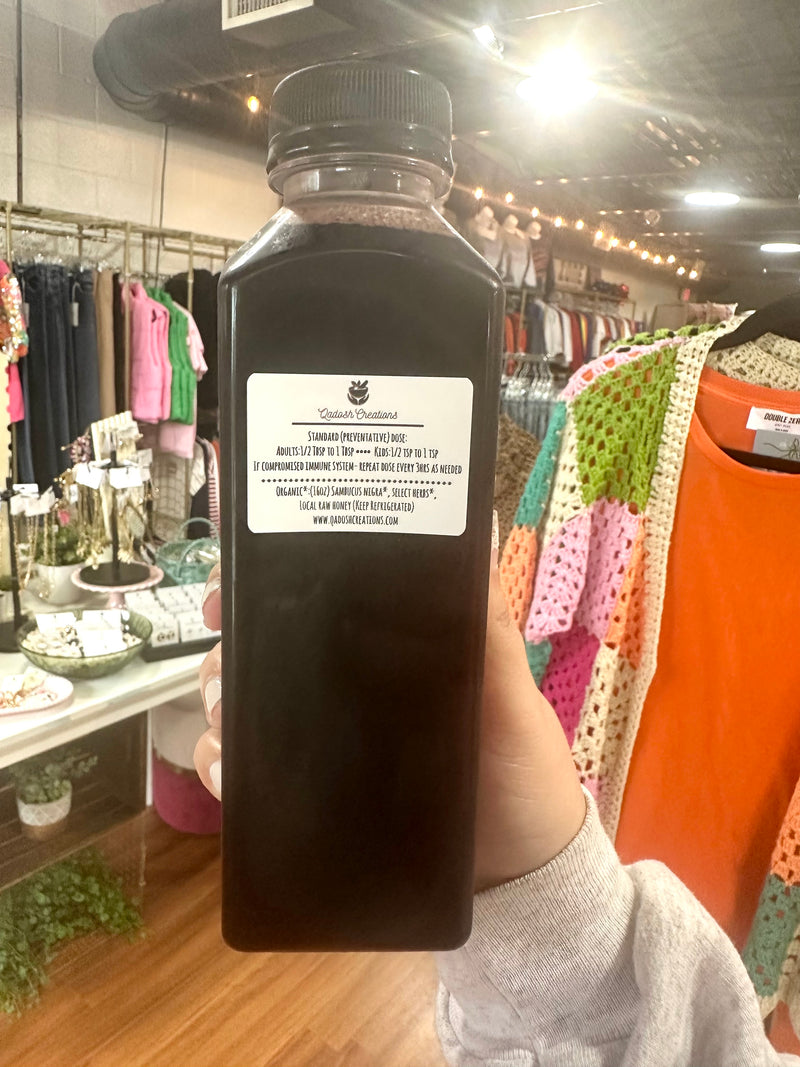 Qadosh Creations
Standard (preventative) dose:
Adults:1/2 Tbsp to 1 Tbsp •••• Kids:1/2 tsp to 1 tsp
If compromised immune system- repeat dose every 3hrs as needed
Organic*:(16oz) Sambucus nigra*, select herbs*,
Local raw honey (Keep Refrigerated)
www.QadoshCreations.com
DOUBLE ZERO